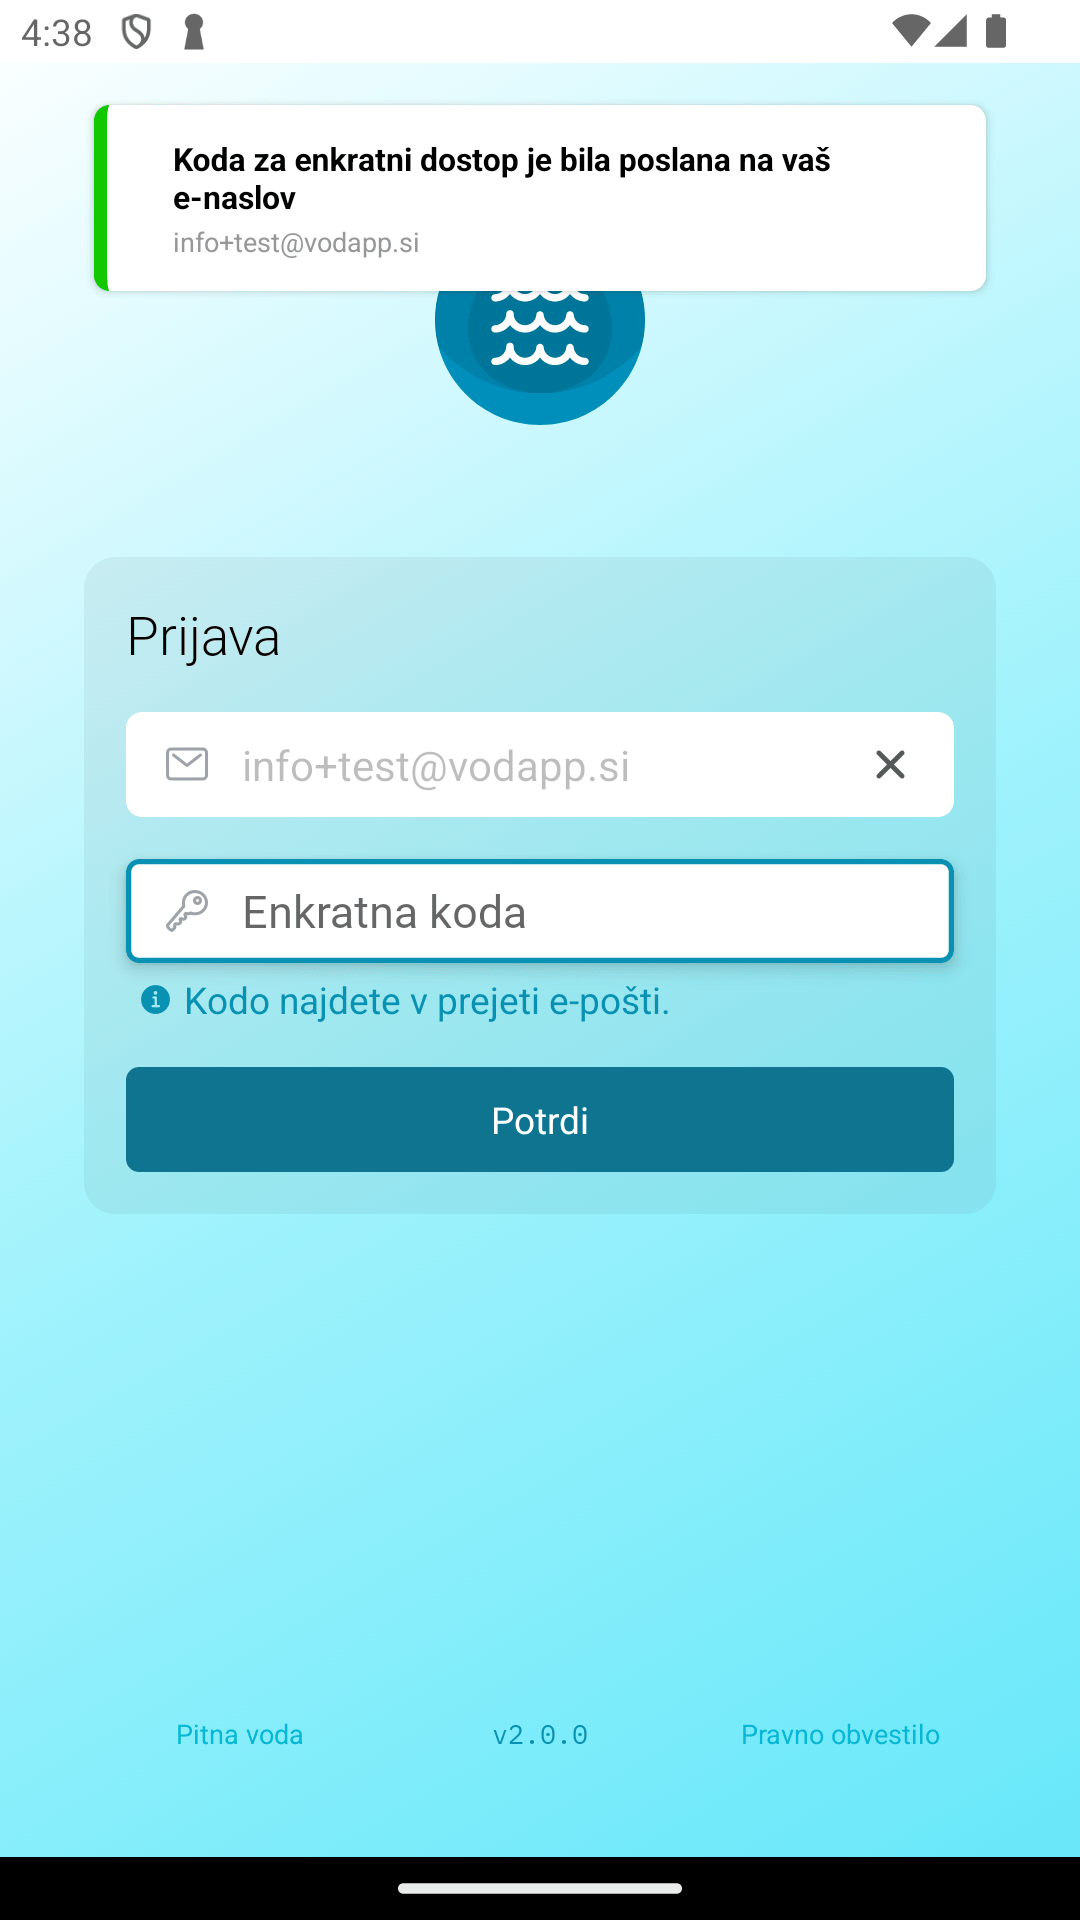 4:38
Koda za enkratni dostop je bila poslana na vaš
e-naslov
info+test@vodapp.si
Prijava
info+test@vodapp.si
Enkratna koda
Kodo najdete v prejeti e-pošti.
Potrdi
Pitna voda
v2.0.0
Pravno obvestilo